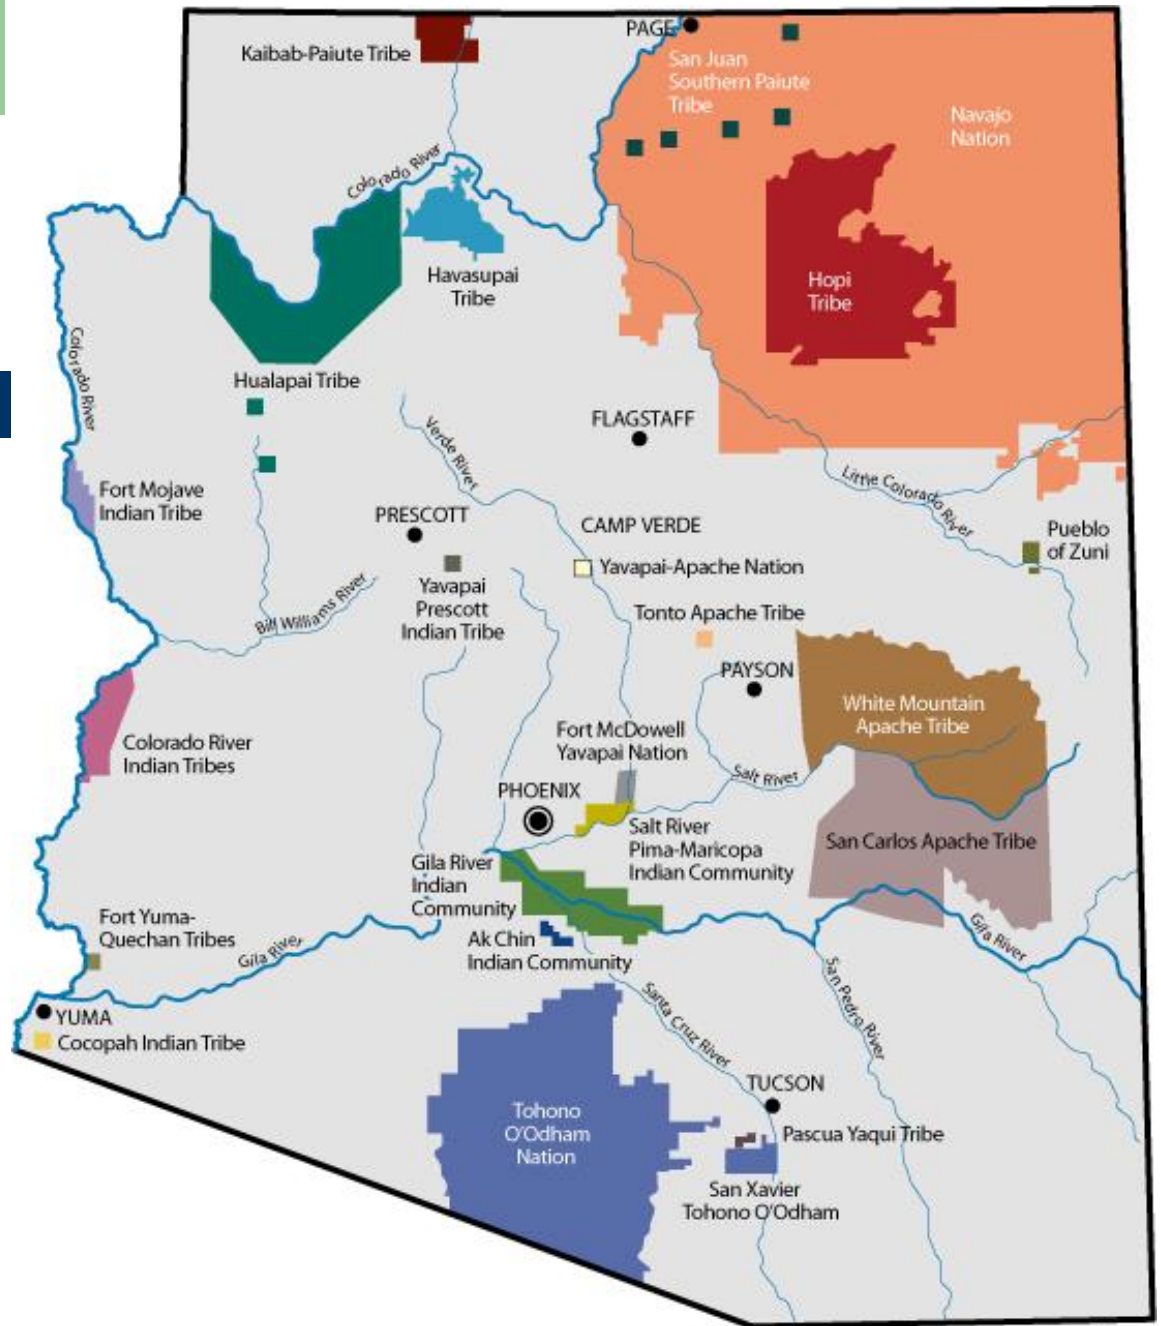 PAGE
Kaibab-Paiute Tribe
San Juan
Southern Paiute
Tribe
Navajo
Nation
Colorado River
Havasupai
Tribe
Hopi
Tribe
Colorado River
Hualapai Tribe
FLAGSTAFF
Verde River
Little Colorado River
Fort Mojave
Indian Tribe
PRESCOTT
CAMP VERDE
Pueblo
of Zuni
Yavapai-Apache Nation
Yavapai
Prescott
Indian Tribe
Bill Williams River
Tonto Apache Tribe
PAYSON
White Mountain
Apache Tribe
Colorado River
Indian Tribes
Fort McDowell
Yavapai Nation
Salt River
PHOENIX
Salt River
Pima-Maricopa
Indian Community
San Carlos Apache Tribe
Gila River
Indian
Community
Fort Yuma-
Quechan Tribes
Gila River
Ak Chin
Indian Community
Gila River
San Pedro River
Santa Cruz River
YUMA
Cocopah Indian Tribe
TUCSON
Tohono
O'Odham
Nation
Pascua Yaqui Tribe
San Xavier
Tohono O'Odham